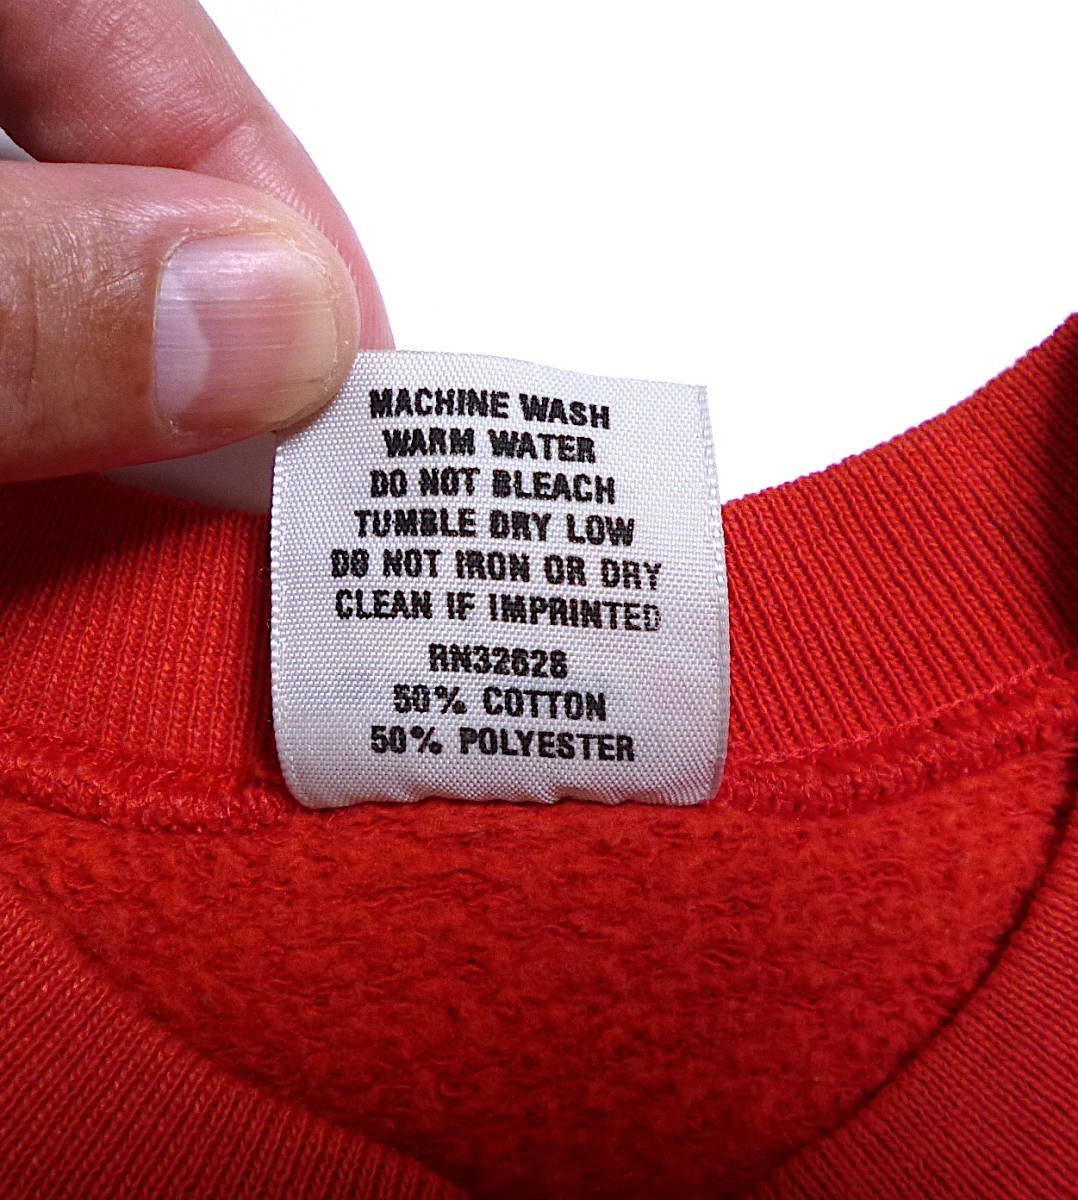 MACHINE WASH
WARM WATER
DO NOT BLEACH
TUMBLE DRY LOW
DO NOT IRON OR DRY
CLEAN IF IMPRINTED
RN32628
50% COTTON
50% POLYESTER